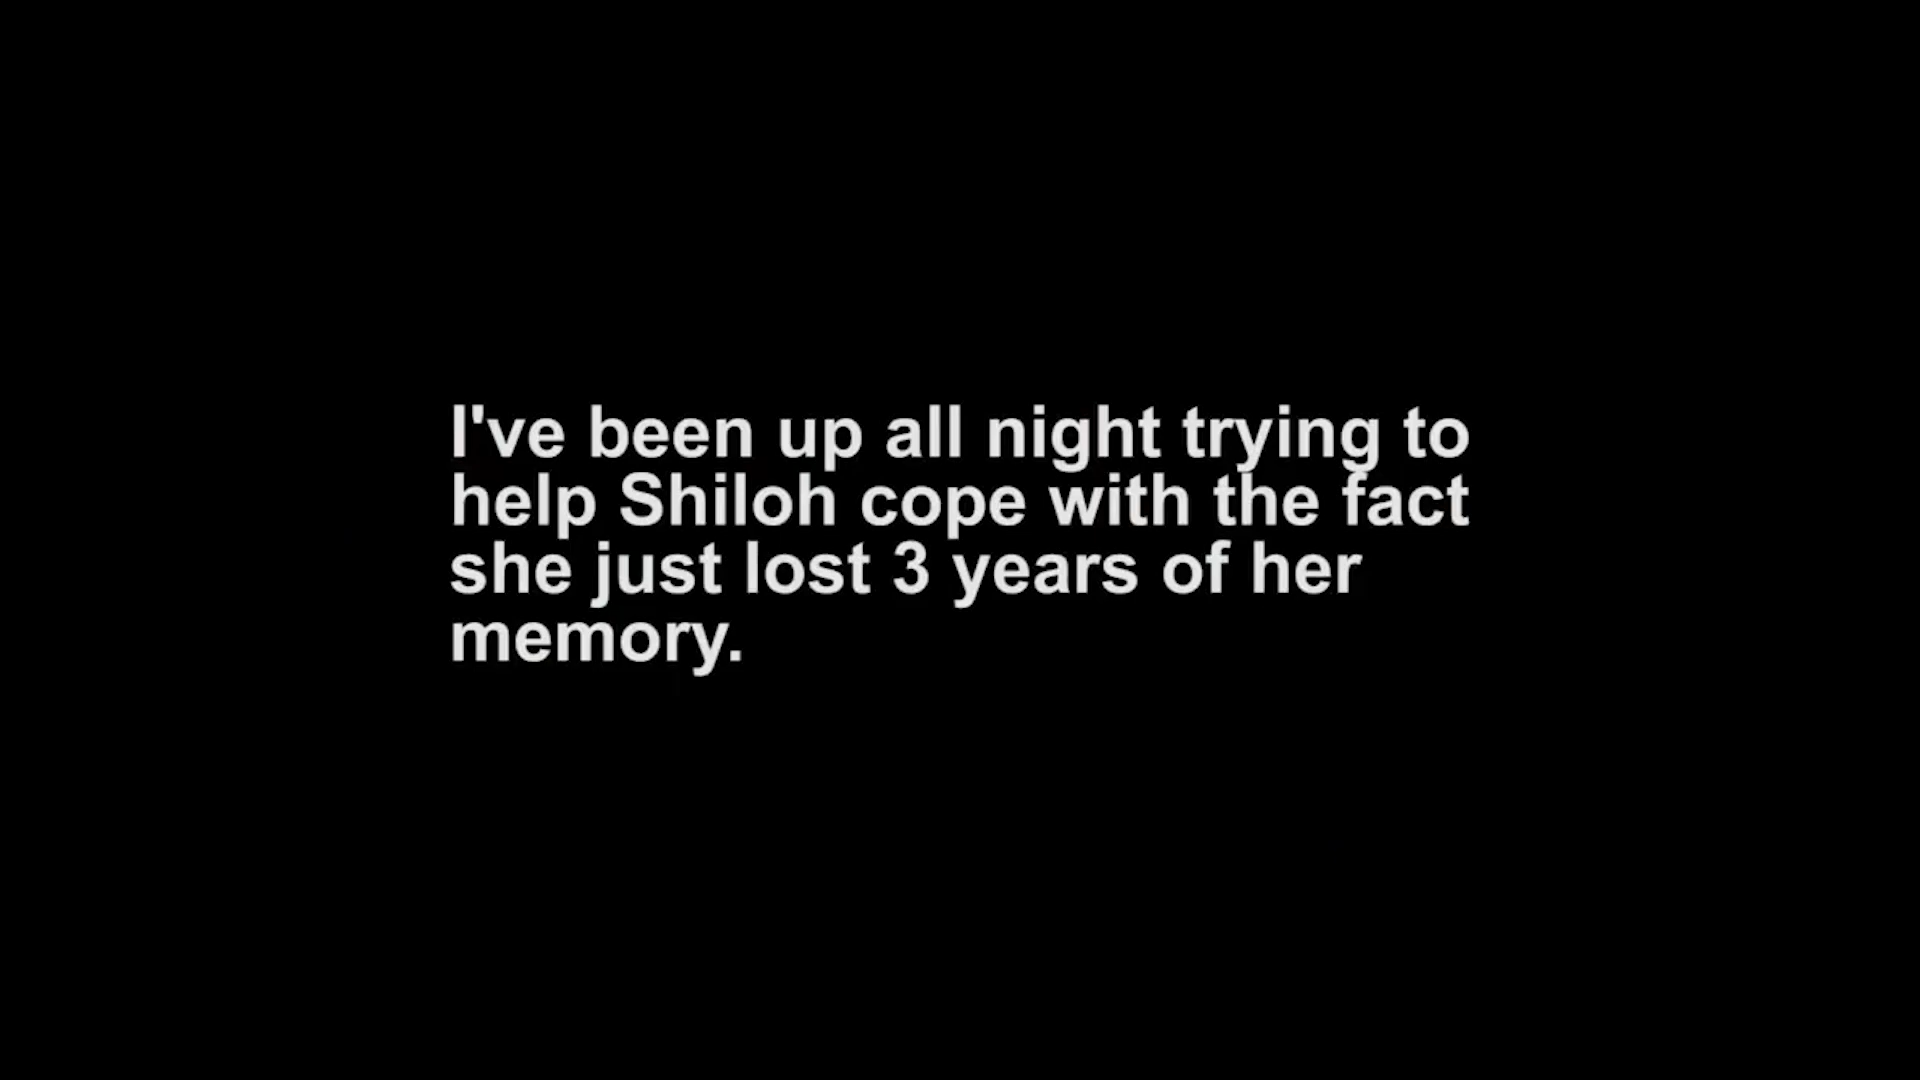 I've been up all night trying to
help Shiloh cope with the fact
she just lost 3 years of her
memory.